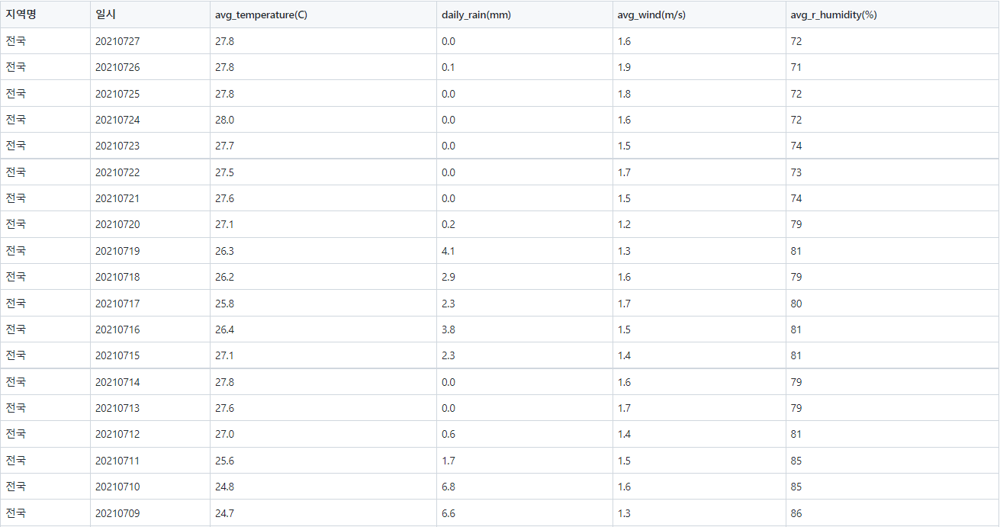 지역명 일시 avg_temperature(C) daily_rain(mm) avg_wind(m/s) avg_r_humidity(%)
전국 20210727 27.8 0.0 1.6 72
전국 20210726 27.8 0.1 1.9 71
전국 20210725 27.8 0.0 1.8 72
전국 20210724 28.0 0.0 1.6 72
전국 20210723 27.7 0.0 1.5 74
전국 20210722 27.5 0.0 1.7 73
전국 20210721 27.6 0.0 1.5 74
전국 20210720 27.1 0.2 1.2 79
전국 20210719 26.3 4.1 1.3 81
전국 20210718 26.2 2.9 1.6 79
전국 20210717 25.8 2.3 1.7 80
전국 20210716 26.4 3.8 1.5 81
전국 20210715 27.1 2.3 1.4 81
전국 20210714 27.8 0.0 1.6 79
전국 20210713 27.6 0.0 1.7 79
전국 20210712 27.0 0.6 1.4 81
전국 20210711 25.6 1.7 1.5 85
전국 20210710 24.8 6.8 1.6 85
전국 20210709 24.7 6.6 1.3 86